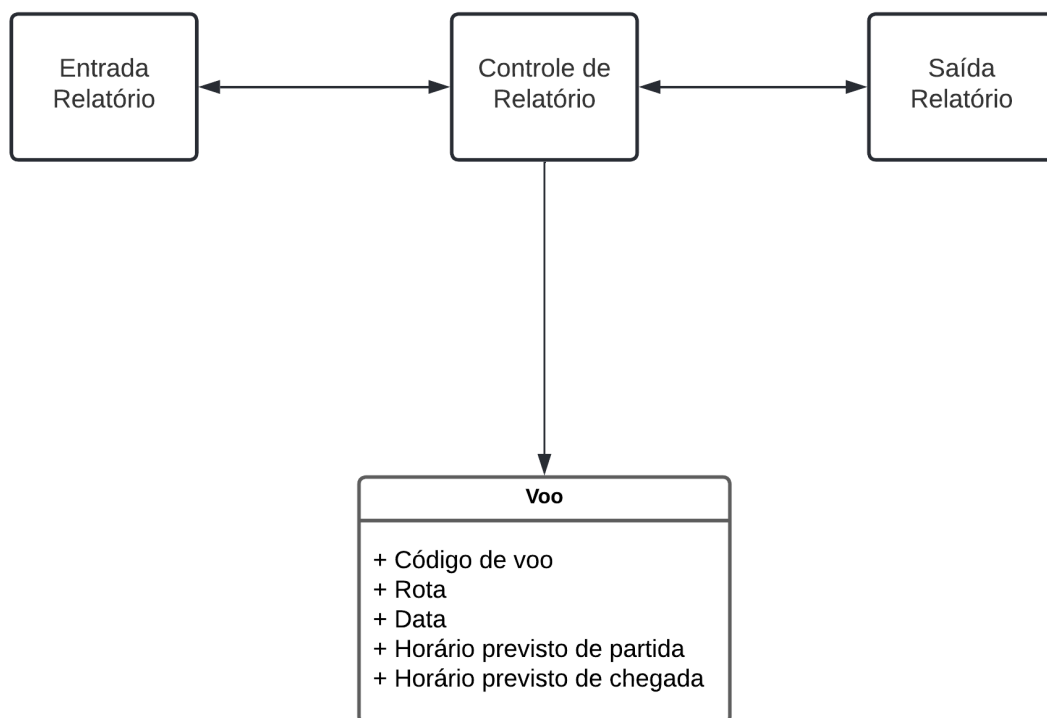 Entrada
Relatório
Controle de
Relatório
Saída
Relatório
Voo
+ Código de voo
+ Rota
+ Data
+ Horário previsto de partida
+ Horário previsto de chegada